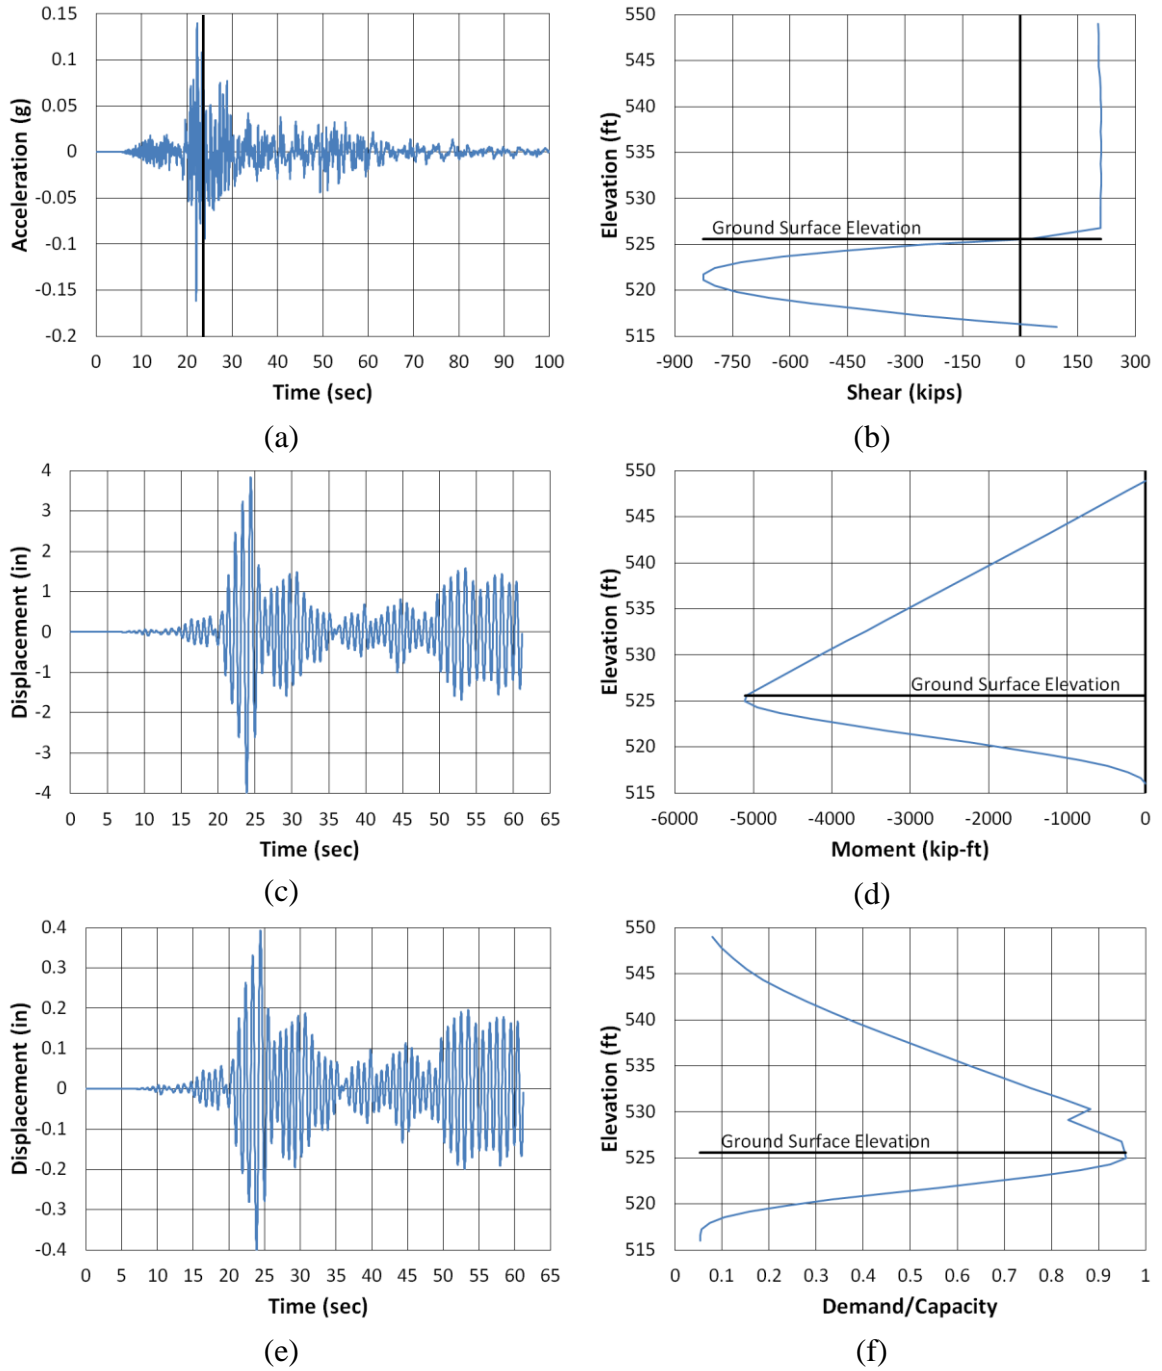 0.15
0.1
0.05
0
-0.05
-0.1
-0.15
-0.2
Acceleration (g)
0 10 20 30 40 50 60 70 80 90 100
Time (sec)
(a)
550
545
540
535
530
525
520
515
Elevation (ft)
Ground Surface Elevation
-900 -750 -600 -450 -300 -150 0 150 300
Shear (kips)
(b)
4
3
2
1
0
-1
-2
-3
-4
Displacement (in)
0 5 10 15 20 25 30 35 40 45 50 55 60 65
Time (sec)
(c)
550
545
540
535
530
525
520
515
Elevation (ft)
Ground Surface Elevation
-6000 -5000 -4000 -3000 -2000 -1000 0
Moment (kip-ft)
(d)
0.4
0.3
0.2
0.1
0
-0.1
-0.2
-0.3
-0.4
Displacement (in)
0 5 10 15 20 25 30 35 40 45 50 55 60 65
Time (sec)
(e)
550
545
540
535
530
525
520
515
Elevation (ft)
Ground Surface Elevation
0 0.1 0.2 0.3 0.4 0.5 0.6 0.7 0.8 0.9 1
Demand/Capacity
(f)